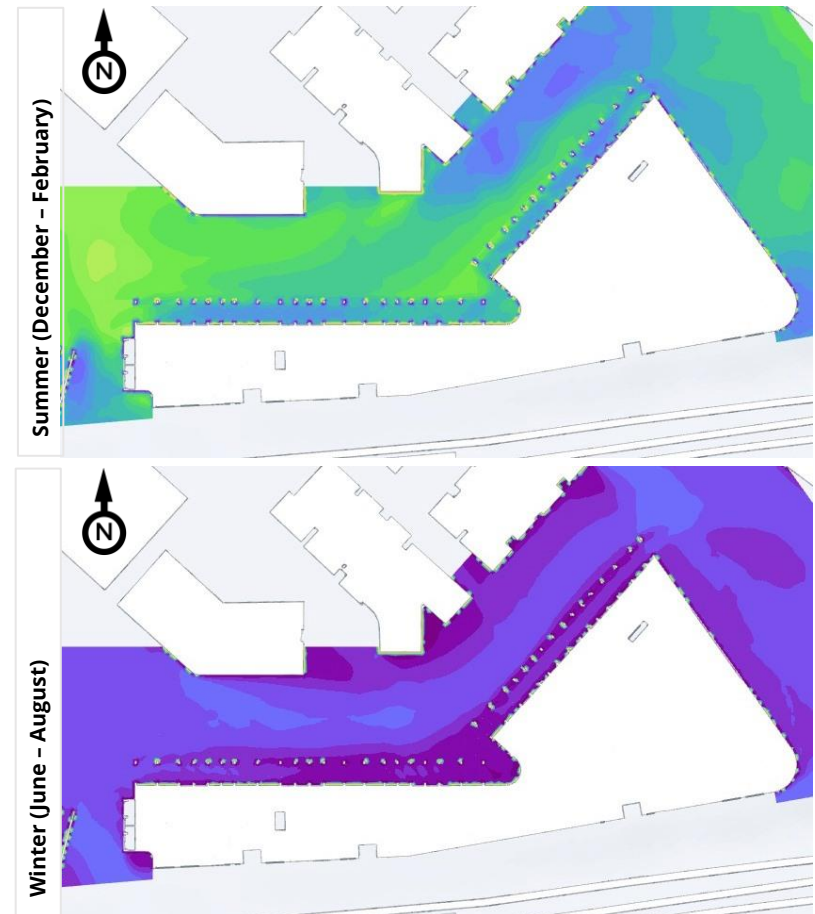 Summer (December – February)
N
Winter (June – August)
N